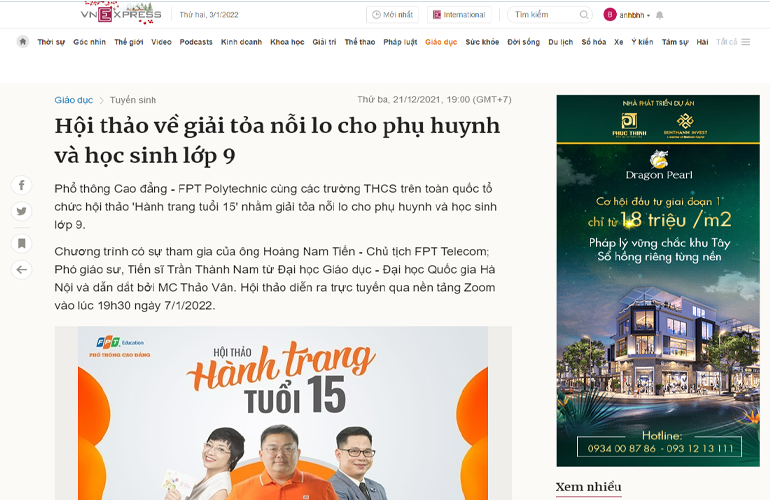 VNEXPRESS
Thứ hai, 3/1/2022
Mới nhất
International
Tìm kiếm
B
anhbhh
Thời sự Góc nhìn Thế giới Video Podcasts Kinh doanh Khoa học Giải trí Thể thao Pháp luật Giáo dục Sức khỏe Đời sống Du lịch Số hóa Xe Ý kiến Tâm sự Hài Tất cả
Giáo dục > Tuyển sinh
Thứ ba, 21/12/2021, 19:00 (GMT+7)
Hội thảo về giải tỏa nỗi lo cho phụ huynh
và học sinh lớp 9
Phổ thông Cao đẳng - FPT Polytechnic cùng các trường THCS trên toàn quốc tổ
chức hội thảo 'Hành trang tuổi 15' nhằm giải tỏa nỗi lo cho phụ huynh và học sinh
lớp 9.
Chương trình có sự tham gia của ông Hoàng Nam Tiến - Chủ tịch FPT Telecom;
Phó giáo sư, Tiến sĩ Trần Thành Nam từ Đại học Giáo dục - Đại học Quốc gia Hà
Nội và dẫn dắt bởi MC Thảo Vân. Hội thảo diễn ra trực tuyến qua nền tảng Zoom
vào lúc 19h30 ngày 7/1/2022.
FPT Education
PHỔ THÔNG CAO ĐẲNG
HỘI THẢO
Hành trang
TUỔI 15
NHÀ PHÁT TRIỂN DỰ ÁN
PHÚC THỊNH
BENTHANH INVEST
Dragon Pearl
Cơ hội đầu tư giai đoạn 1
chỉ từ 18 triệu /m2
Pháp lý vững chắc khu Tây
Sổ hồng riêng từng nền
Hotline:
0934 00 87 86 - 093 12 13 111
Xem nhiều